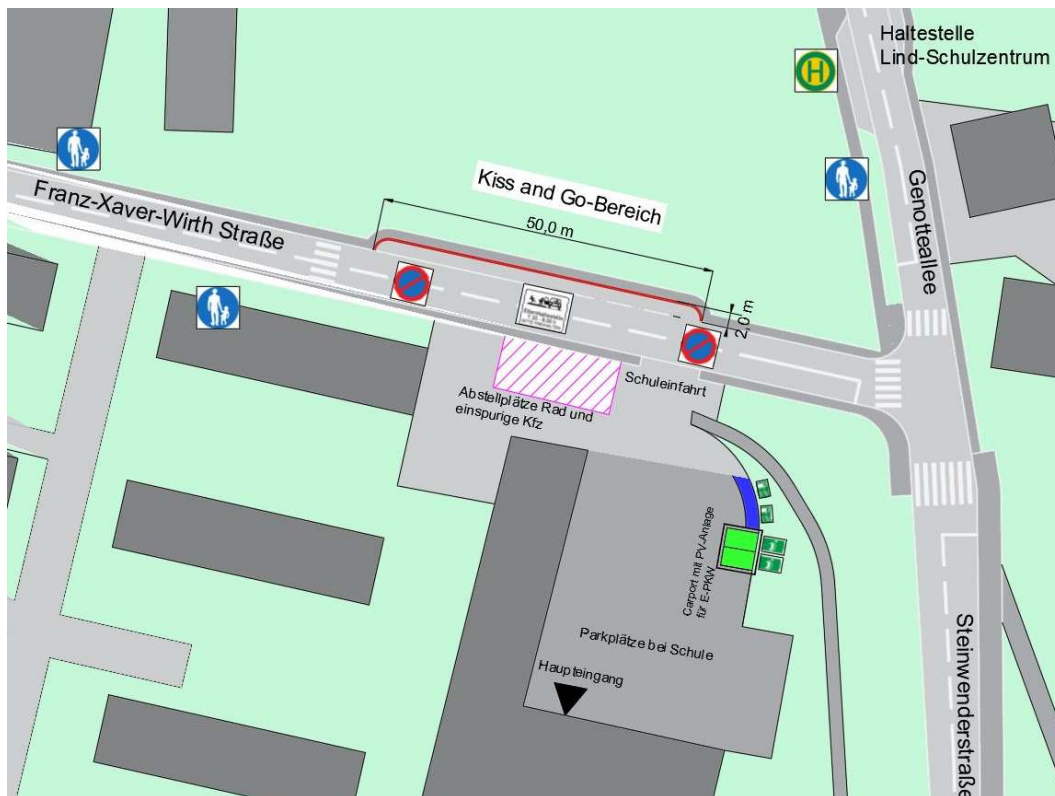 Haltestelle
Lind-Schulzentrum
H
Kiss and Go-Bereich
50,0 m
Franz-Xaver-Wirth Straße
Genotteallee
2,0 m
Schuleinfahrt
Abstellplätze Rad und
einspurige Kfz
Carport mit PV-Anlage
für E-PKW
Parkplätze bei Schule
Haupteingang
Steinwenderstraße